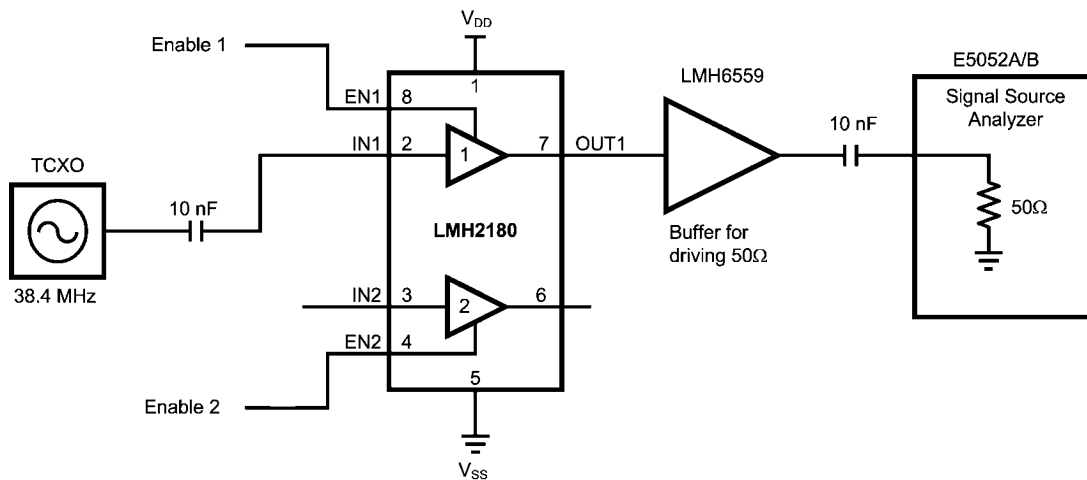 V_DD
Enable 1
LMH6559
E5052A/B
1
Signal Source
Analyzer
EN1 8
10 nF
IN1 2
1
7 OUT1
TCXO
10 nF
50Ω
LMH2180
Buffer for
driving 50Ω
38.4 MHz
IN2 3
2
6
EN2 4
5
Enable 2
V_SS